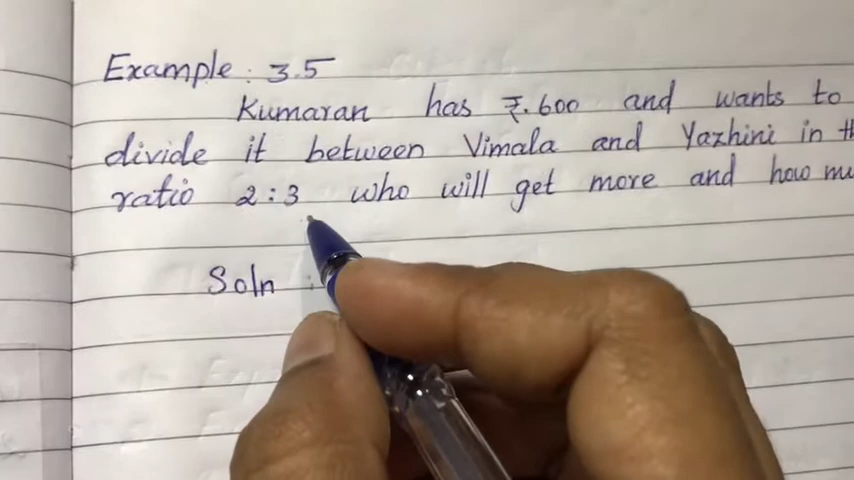 Example : 3.5
Kumaran has ₹.600 and wants to
divide it between Vimala and Yazhini in
ratio 2 : 3 who will get more and how
Soln :